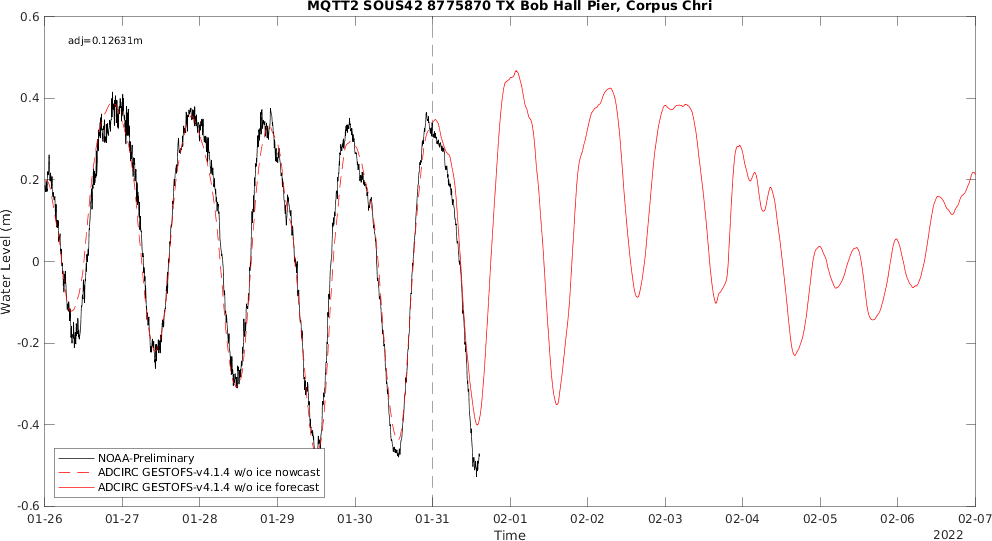 MQTT2 SOUS42 8775870 TX Bob Hall Pier, Corpus Chri
adj=0.12631m
0.6
0.4
0.2
0
-0.2
-0.4
-0.6
Water Level (m)
NOAA-Preliminary
ADCIRC GESTOFS-v4.1.4 w/o ice nowcast
ADCIRC GESTOFS-v4.1.4 w/o ice forecast
01-26 01-27 01-28 01-29 01-30 01-31 02-01 02-02 02-03 02-04 02-05 02-06 02-07
Time
2022